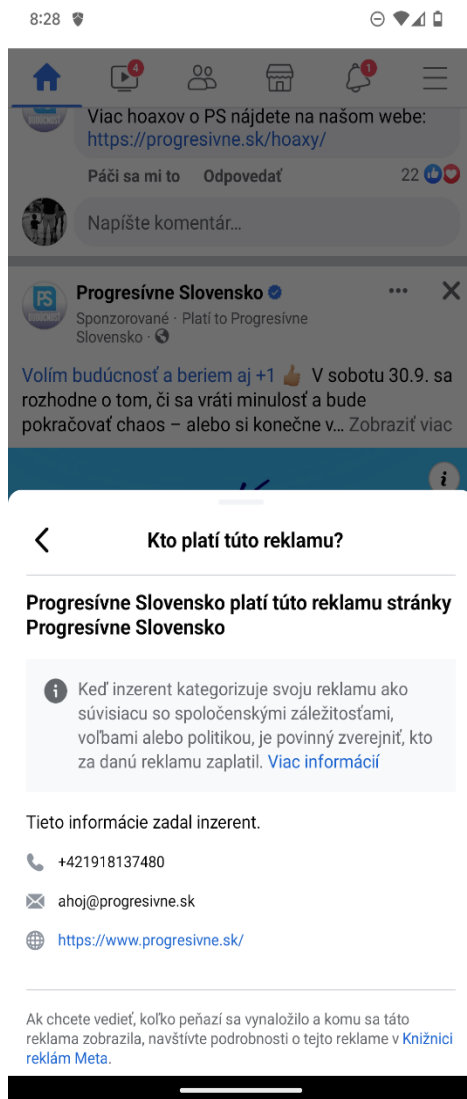 8:28
4
1
Viac hoaxov o PS nájdete na našom webe:
https://progresivne.sk/hoaxy/
Páči sa mi to Odpovedať 22
Napíšte komentár...
PS
BUDÚCNOSŤ
Progresívne Slovensko
Sponzorované · Platí to Progresívne
Slovensko ·
Volím budúcnosť a beriem aj +1 👍 V sobotu 30.9. sa
rozhodne o tom, či sa vráti minulosť a bude
pokračovať chaos – alebo si konečne v... Zobraziť viac
Kto platí túto reklamu?
Progresívne Slovensko platí túto reklamu stránky
Progresívne Slovensko
Keď inzerent kategorizuje svoju reklamu ako
súvisiacu so spoločenskými záležitosťami,
voľbami alebo politikou, je povinný zverejniť, kto
za danú reklamu zaplatil. Viac informácií
Tieto informácie zadal inzerent.
+421918137480
ahoj@progresivne.sk
https://www.progresivne.sk/
Ak chcete vedieť, koľko peňazí sa vynaložilo a komu sa táto
reklama zobrazila, navštívte podrobnosti o tejto reklame v Knižnici
reklám Meta.